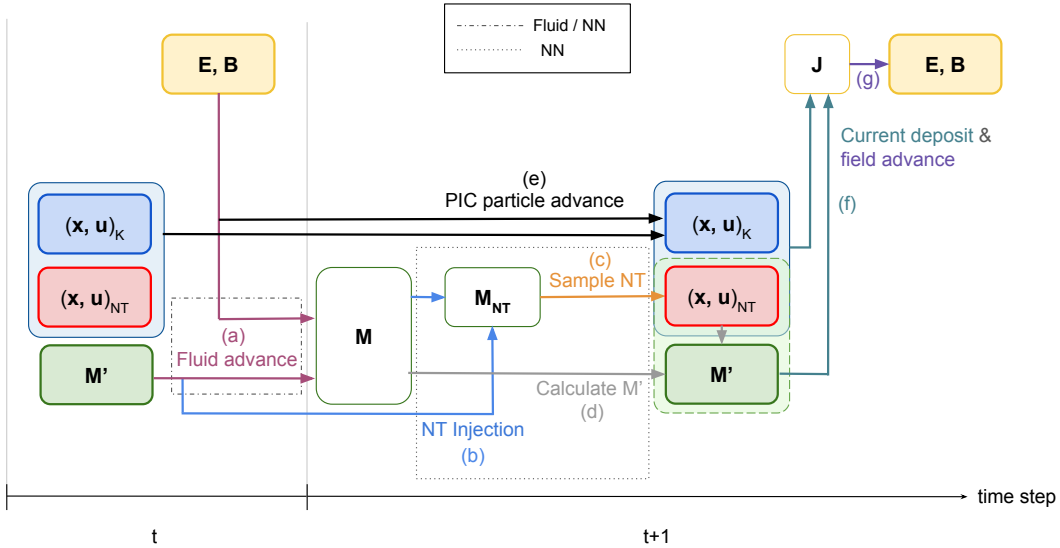 Fluid / NN
NN
E, B
J
(g)
E, B
Current deposit &
field advance
(e)
PIC particle advance
(f)
(x, u)K
(x, u)K
(c)
Sample NT
(x, u)NT
(x, u)NT
(a)
Fluid advance
M
MNT
M'
Calculate M'
(d)
M'
NT Injection
(b)
time step
t
t+1